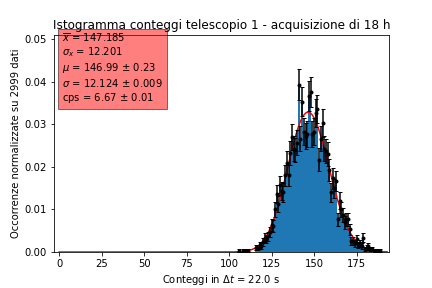 Istogramma conteggi telescopio 1 - acquisizione di 18 h
x̅ = 147.185
sₓ = 12.201
μ = 146.99 ± 0.23
σ = 12.124 ± 0.009
cps = 6.67 ± 0.01
Occorrenze normalizzate su 2999 dati
0.05
0.04
0.03
0.02
0.01
0.00
0 25 50 75 100 125 150 175
Conteggi in Δt = 22.0 s